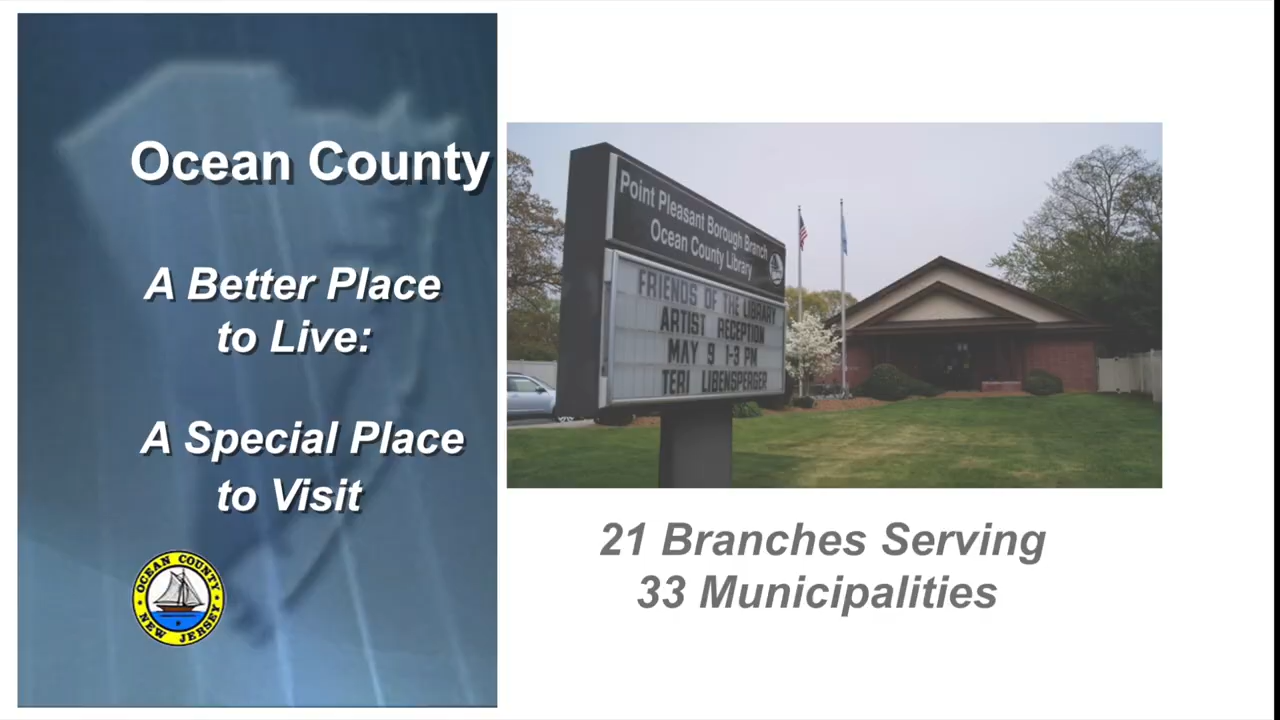 Ocean County
A Better Place
to Live:
A Special Place
to Visit
OCEAN COUNTY
NEW JERSEY
Point Pleasant Borough Branch
Ocean County Library
FRIENDS OF THE LIBRARY
ARTIST RECEPTION
MAY 9 1-3 PM
TERI LIBENSPERGER
21 Branches Serving
33 Municipalities